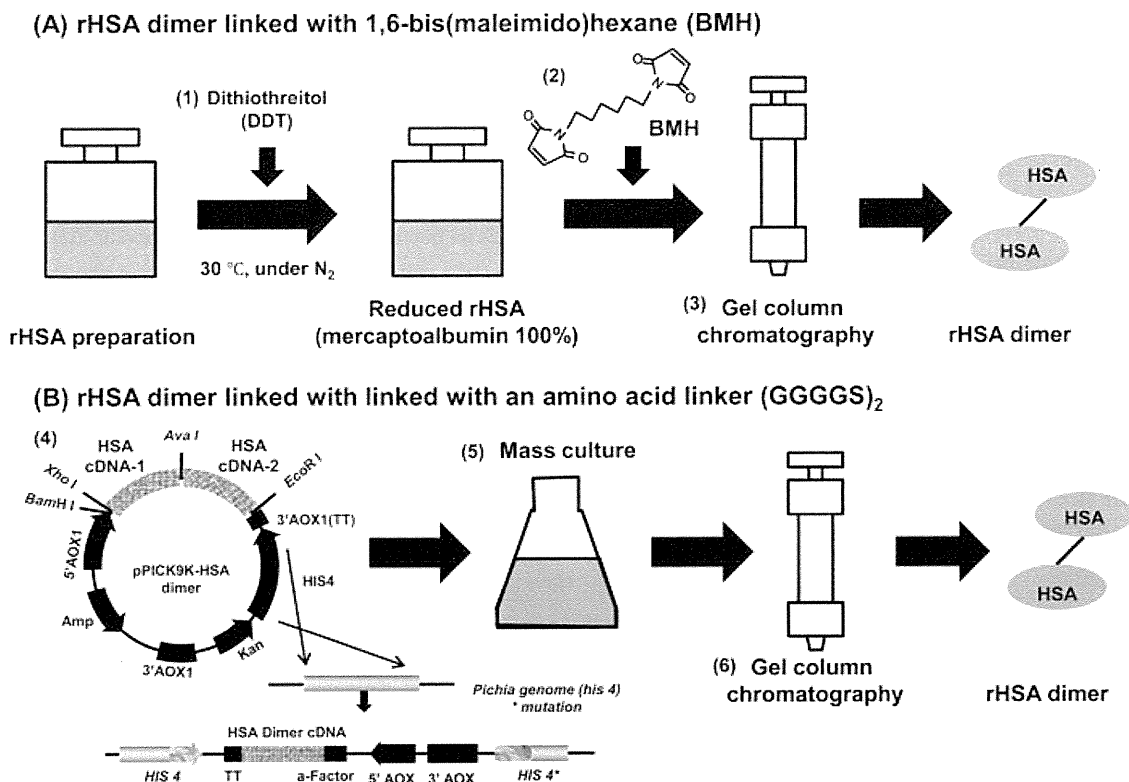 (A) rHSA dimer linked with 1,6-bis(maleimido)hexane (BMH)
(1) Dithiothreitol
(DDT)
30 °C, under N2
(2)
O
O
N
N
O
O
BMH
HSA
HSA
rHSA preparation
Reduced rHSA
(mercaptoalbumin 100%)
(3) Gel column
chromatography
rHSA dimer
(B) rHSA dimer linked with linked with an amino acid linker (GGGGS)2
(4)
HSA
cDNA-1
Ava I
HSA
cDNA-2
Xho I
BamH I
EcoR I
3'AOX1(TT)
5'AOX1
pPICK9K-HSA
dimer
HIS4
Amp
3'AOX1
Kan
(5) Mass culture
HSA
HSA
(6) Gel column
chromatography
rHSA dimer
Pichia genome (his 4)
* mutation
HSA Dimer cDNA
HIS 4
TT
a-Factor
5' AOX
3' AOX
HIS 4*